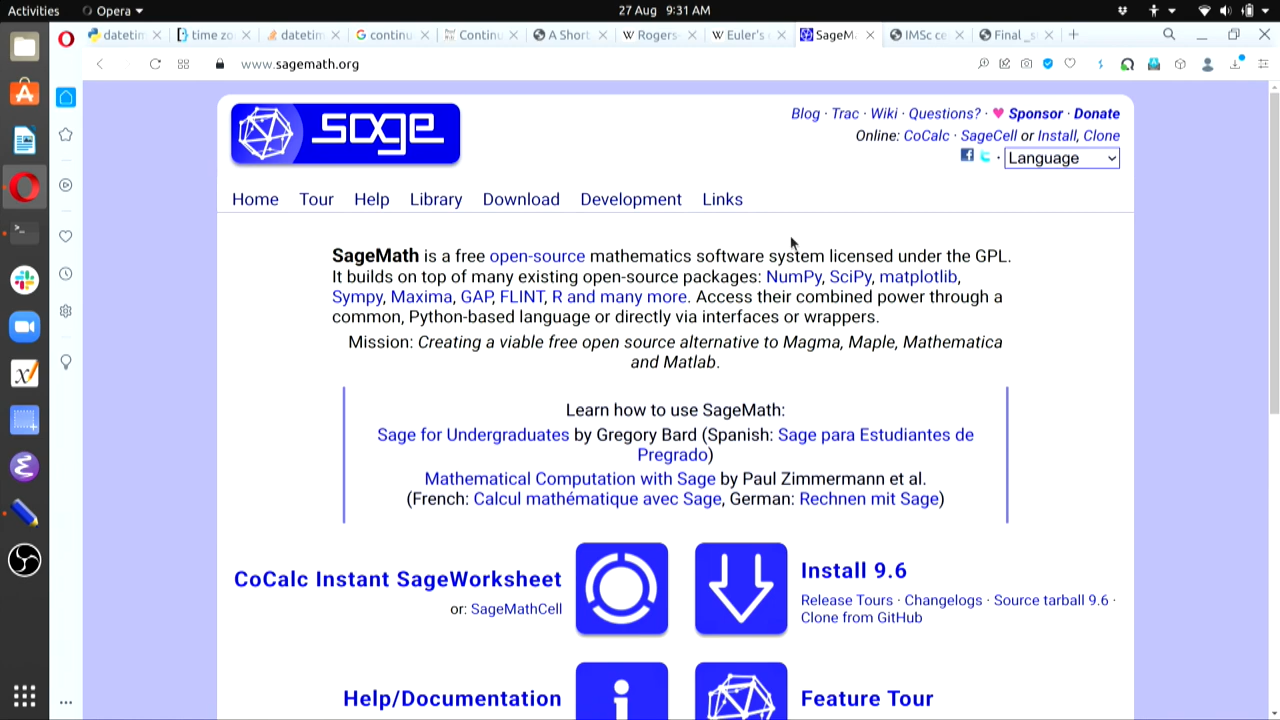 Activities
Opera
27 Aug 9:31 AM
datetim
time zo
datetim
continu
Continu
A Short
Rogers-
Euler's c
SageM
IMSc ce
Final _s
www.sagemath.org
sage
Blog · Trac · Wiki · Questions? · Sponsor · Donate
Online: CoCalc · SageCell or Install, Clone
· Language
Home Tour Help Library Download Development Links
SageMath is a free open-source mathematics software system licensed under the GPL.
It builds on top of many existing open-source packages: NumPy, SciPy, matplotlib,
Sympy, Maxima, GAP, FLINT, R and many more. Access their combined power through a
common, Python-based language or directly via interfaces or wrappers.
Mission: Creating a viable free open source alternative to Magma, Maple, Mathematica
and Matlab.
Learn how to use SageMath:
Sage for Undergraduates by Gregory Bard (Spanish: Sage para Estudiantes de
Pregrado)
Mathematical Computation with Sage by Paul Zimmermann et al.
(French: Calcul mathématique avec Sage, German: Rechnen mit Sage)
CoCalc Instant SageWorksheet
or: SageMathCell
Install 9.6
Release Tours · Changelogs · Source tarball 9.6 ·
Clone from GitHub
Help/Documentation
Feature Tour